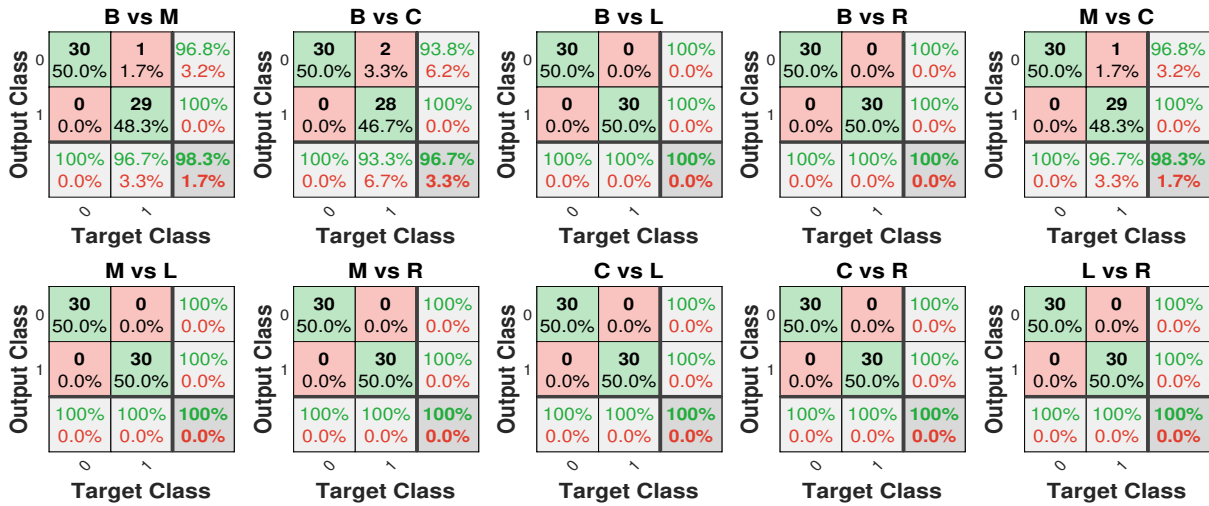 B vs M
B vs C
B vs L
B vs R
M vs C
Output Class
0
30 1 96.8%
50.0% 1.7% 3.2%
1
0 29 100%
0.0% 48.3% 0.0%
100% 96.7% 98.3%
0.0% 3.3% 1.7%
0 1
Target Class
Output Class
0
30 2 93.8%
50.0% 3.3% 6.2%
1
0 28 100%
0.0% 46.7% 0.0%
100% 93.3% 96.7%
0.0% 6.7% 3.3%
0 1
Target Class
Output Class
0
30 0 100%
50.0% 0.0% 0.0%
1
0 30 100%
0.0% 50.0% 0.0%
100% 100% 100%
0.0% 0.0% 0.0%
0 1
Target Class
Output Class
0
30 0 100%
50.0% 0.0% 0.0%
1
0 30 100%
0.0% 50.0% 0.0%
100% 100% 100%
0.0% 0.0% 0.0%
0 1
Target Class
Output Class
0
30 1 96.8%
50.0% 1.7% 3.2%
1
0 29 100%
0.0% 48.3% 0.0%
100% 96.7% 98.3%
0.0% 3.3% 1.7%
0 1
Target Class
M vs L
M vs R
C vs L
C vs R
L vs R
Output Class
0
30 0 100%
50.0% 0.0% 0.0%
1
0 30 100%
0.0% 50.0% 0.0%
100% 100% 100%
0.0% 0.0% 0.0%
0 1
Target Class
Output Class
0
30 0 100%
50.0% 0.0% 0.0%
1
0 30 100%
0.0% 50.0% 0.0%
100% 100% 100%
0.0% 0.0% 0.0%
0 1
Target Class
Output Class
0
30 0 100%
50.0% 0.0% 0.0%
1
0 30 100%
0.0% 50.0% 0.0%
100% 100% 100%
0.0% 0.0% 0.0%
0 1
Target Class
Output Class
0
30 0 100%
50.0% 0.0% 0.0%
1
0 30 100%
0.0% 50.0% 0.0%
100% 100% 100%
0.0% 0.0% 0.0%
0 1
Target Class
Output Class
0
30 0 100%
50.0% 0.0% 0.0%
1
0 30 100%
0.0% 50.0% 0.0%
100% 100% 100%
0.0% 0.0% 0.0%
0 1
Target Class